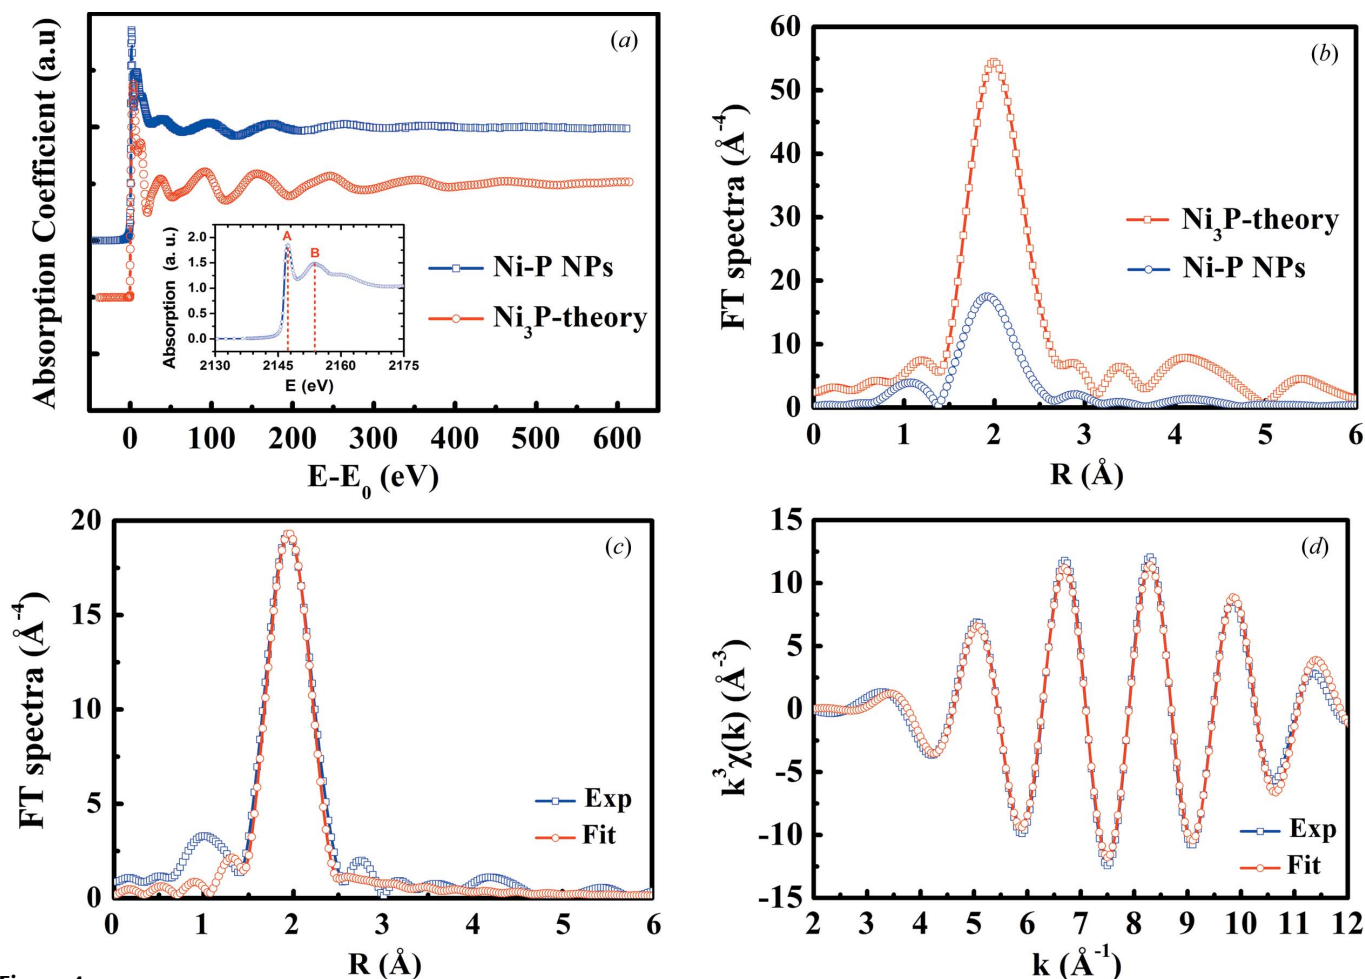 (a)
Absorption Coefficient (a.u)
Ni-P NPs
Ni3P-theory
0 100 200 300 400 500 600
E-E0 (eV)
Absorption (a. u.)
2.0
1.5
1.0
0.5
0.0
A
B
2130 2145 2160 2175
E (eV)
(b)
FT spectra (Å-4)
60
50
40
30
20
10
0
Ni3P-theory
Ni-P NPs
0 1 2 3 4 5 6
R (Å)
(c)
FT spectra (Å-4)
20
15
10
5
0
Exp
Fit
0 1 2 3 4 5 6
R (Å)
(d)
k3χ(k) (Å-3)
15
10
5
0
-5
-10
-15
Exp
Fit
2 3 4 5 6 7 8 9 10 11 12
k (Å-1)